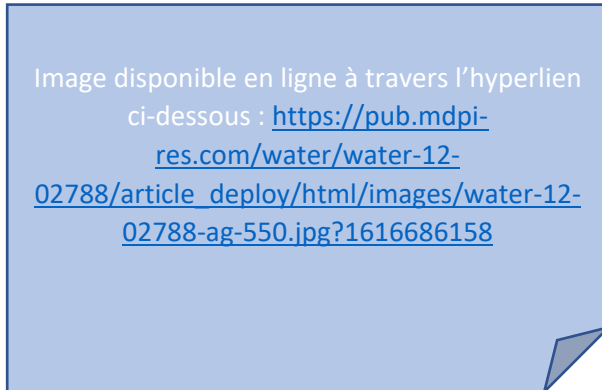 Image disponible en ligne à travers l’hyperlien
ci-dessous : https://pub.mdpi-
res.com/water/water-12-
02788/article_deploy/html/images/water-12-
02788-ag-550.jpg?1616686158